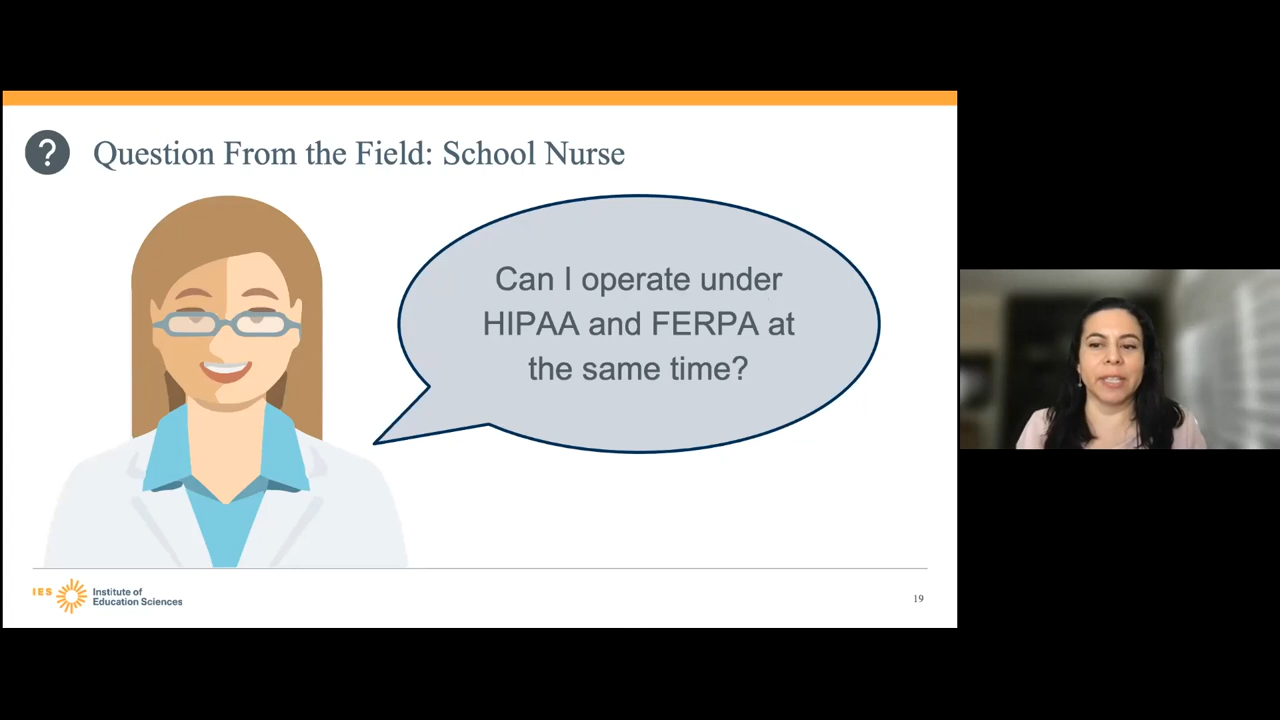 ?
Question From the Field: School Nurse
Can I operate under
HIPAA and FERPA at
the same time?
IES
Institute of
Education Sciences
19